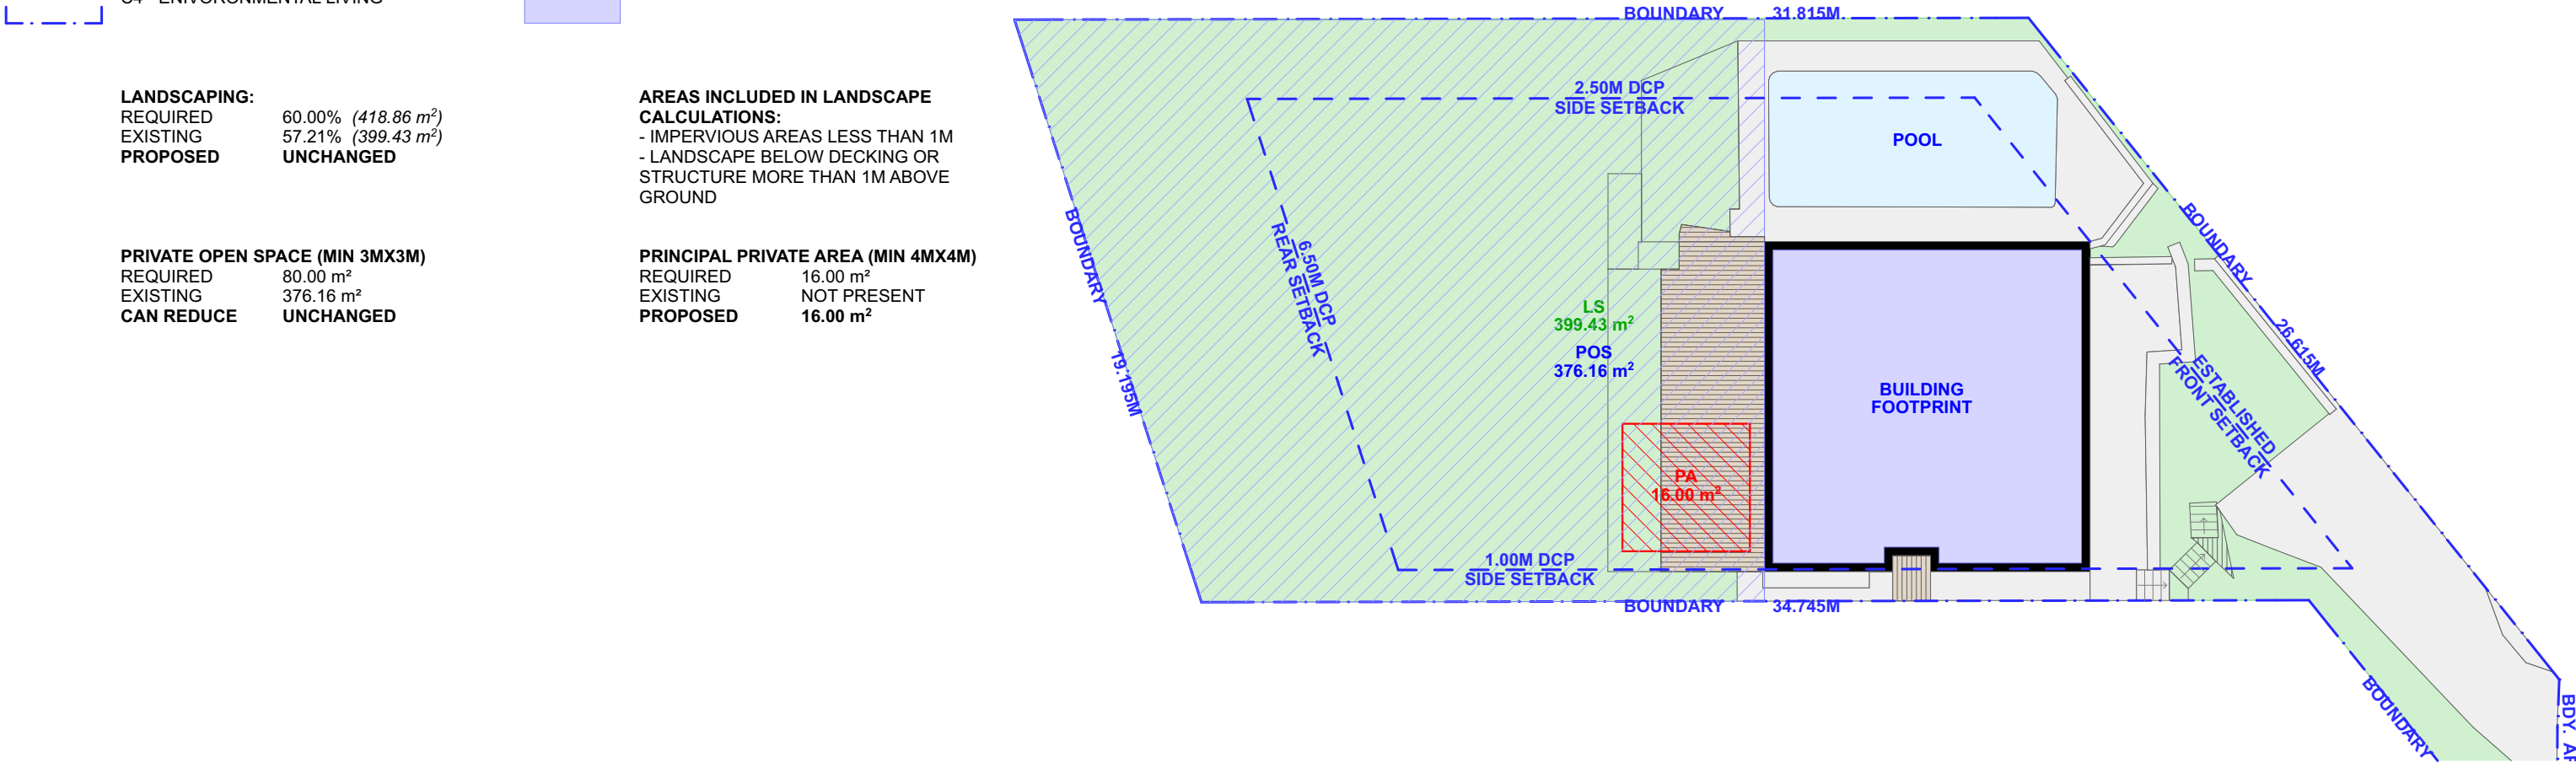 C4 - ENIVORONMENTAL LIVING
LANDSCAPING:
REQUIRED 60.00% (418.86 m²)
EXISTING 57.21% (399.43 m²)
PROPOSED UNCHANGED
AREAS INCLUDED IN LANDSCAPE
CALCULATIONS:
- IMPERVIOUS AREAS LESS THAN 1M
- LANDSCAPE BELOW DECKING OR
STRUCTURE MORE THAN 1M ABOVE
GROUND
PRIVATE OPEN SPACE (MIN 3MX3M)
REQUIRED 80.00 m²
EXISTING 376.16 m²
CAN REDUCE UNCHANGED
PRINCIPAL PRIVATE AREA (MIN 4MX4M)
REQUIRED 16.00 m²
EXISTING NOT PRESENT
PROPOSED 16.00 m²
BOUNDARY 31.815M
2.50M DCP
SIDE SETBACK
POOL
BOUNDARY 19.195M
6.50M DCP
REAR SETBACK
LS
399.43 m²
POS
376.16 m²
BUILDING
FOOTPRINT
PA
16.00 m²
BOUNDARY 26.615M
ESTABLISHED
FRONT SETBACK
1.00M DCP
SIDE SETBACK
BOUNDARY 34.745M
BOUNDARY
BDY.